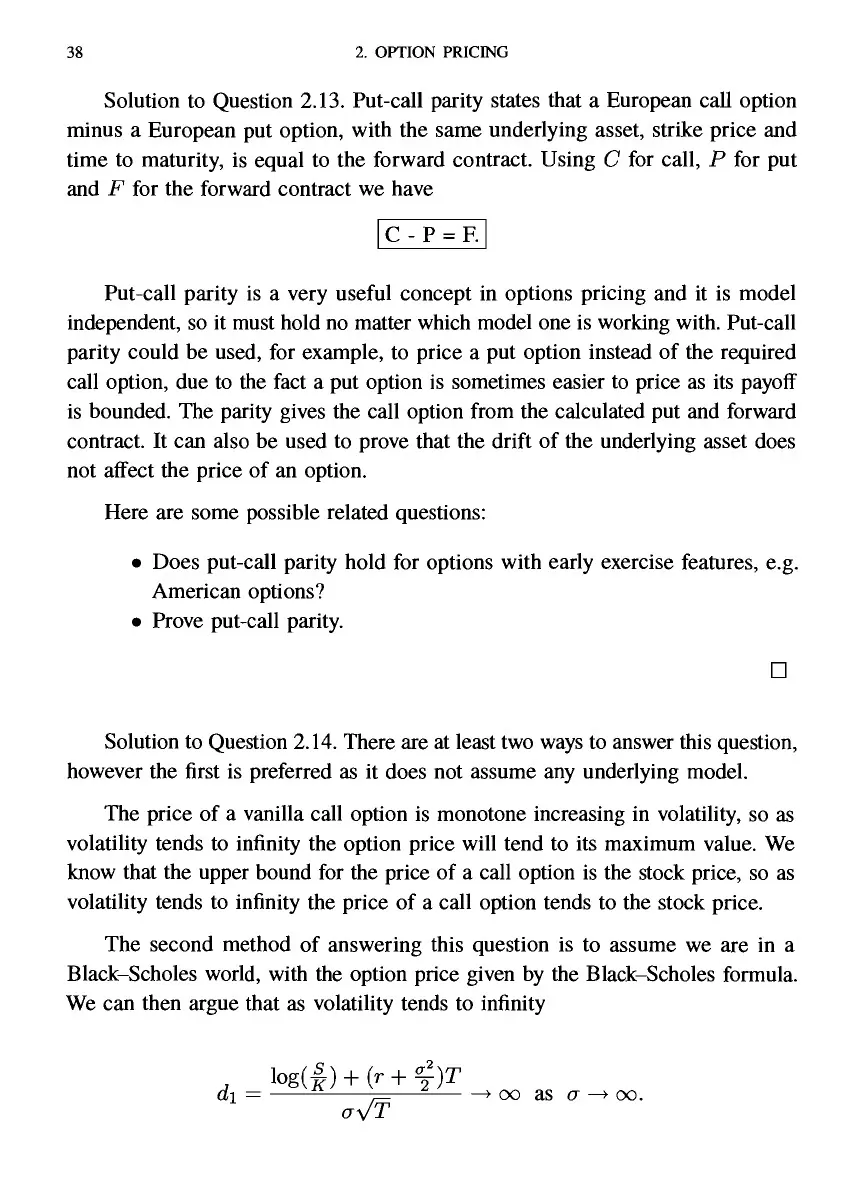 38
2. OPTION PRICING
Solution to Question 2.13. Put-call parity states that a European call option
minus a European put option, with the same underlying asset, strike price and
time to maturity, is equal to the forward contract. Using C for call, P for put
and F for the forward contract we have
C - P = F.
Put-call parity is a very useful concept in options pricing and it is model
independent, so it must hold no matter which model one is working with. Put-call
parity could be used, for example, to price a put option instead of the required
call option, due to the fact a put option is sometimes easier to price as its payoff
is bounded. The parity gives the call option from the calculated put and forward
contract. It can also be used to prove that the drift of the underlying asset does
not affect the price of an option.
Here are some possible related questions:
• Does put-call parity hold for options with early exercise features, e.g.
American options?
• Prove put-call parity.
□
Solution to Question 2.14. There are at least two ways to answer this question,
however the first is preferred as it does not assume any underlying model.
The price of a vanilla call option is monotone increasing in volatility, so as
volatility tends to infinity the option price will tend to its maximum value. We
know that the upper bound for the price of a call option is the stock price, so as
volatility tends to infinity the price of a call option tends to the stock price.
The second method of answering this question is to assume we are in a
Black–Scholes world, with the option price given by the Black–Scholes formula.
We can then argue that as volatility tends to infinity
d₁ = (log(S/K) + (r + σ²/2)T) / (σ√T) → ∞ as σ → ∞.